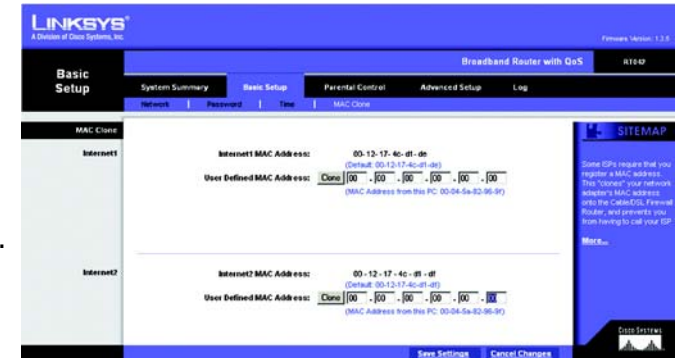 LINKSYS®
A Division of Cisco Systems, Inc.
Firmware Version: 1.3.6
Broadband Router with QoS
RT042
Basic Setup
System Summary
Basic Setup
Parental Control
Advanced Setup
Log
Network | Password | Time | MAC Clone
MAC Clone
SITEMAP
Internet1
Internet1 MAC Address: 00- 12- 17- 4c- d1- de
(Default: 00-12-17-4c-d1-de)
User Defined MAC Address: Clone 00 . 00 . 00 . 00 . 00 . 00
(MAC Address from this PC: 00-04-5a-82-96-9f)
Some ISPs require that you
register a MAC address.
This "clones" your network
adapter's MAC address
onto the Cable/DSL Firewall
Router, and prevents you
from having to call your ISP
More...
Internet2
Internet2 MAC Address: 00 - 12 - 17 - 4c - d1 - df
(Default: 00-12-17-4c-d1-df)
User Defined MAC Address: Clone 00 . 00 . 00 . 00 . 00 . 00
(MAC Address from this PC: 00-04-5a-82-96-9f)
Save Settings
Cancel Changes
CISCO SYSTEMS
.